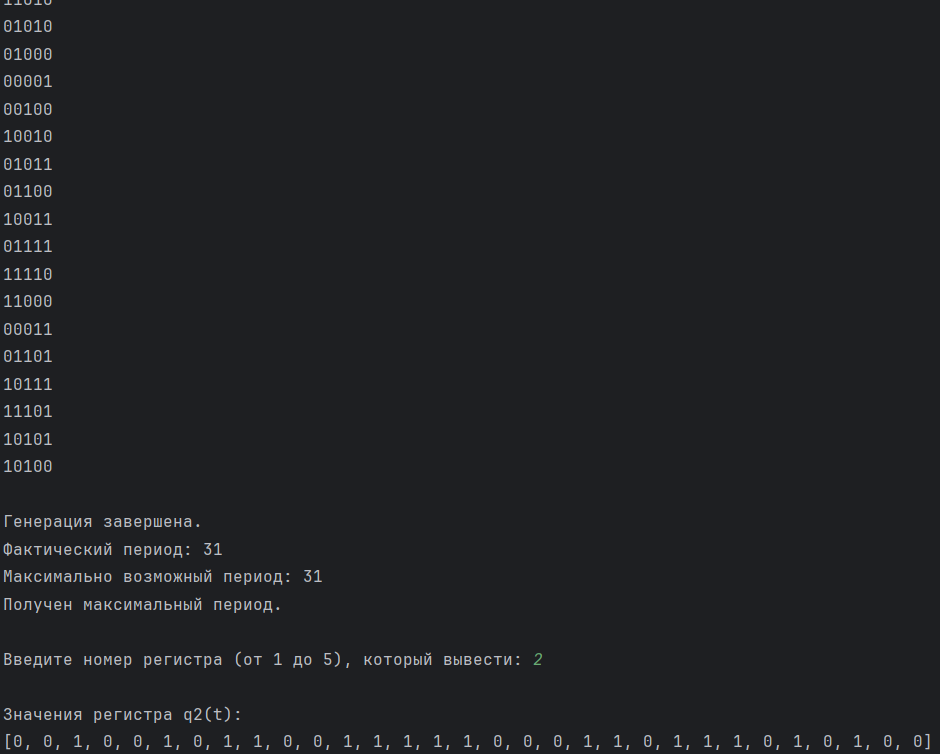 01010
01000
00001
00100
10010
01011
01100
10011
01111
11110
11000
00011
01101
10111
11101
10101
10100
Генерация завершена.
Фактический период: 31
Максимально возможный период: 31
Получен максимальный период.
Введите номер регистра (от 1 до 5), который вывести: 2
Значения регистра q2(t):
[0, 0, 1, 0, 0, 1, 0, 1, 1, 0, 0, 1, 1, 1, 1, 1, 0, 0, 0, 1, 1, 0, 1, 1, 1, 0, 1, 0, 1, 0, 0]